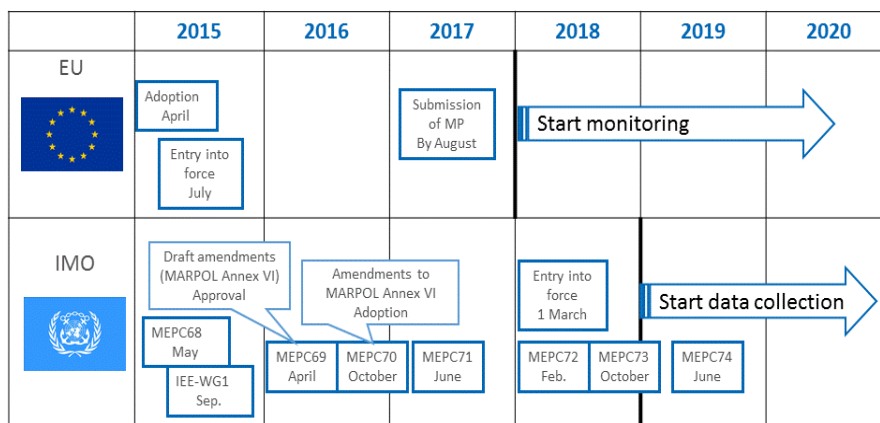 2015 2016 2017 2018 2019 2020
EU
Adoption
April
Entry into
force
July
Submission
of MP
By August
Start monitoring
IMO
Draft amendments
(MARPOL Annex VI)
Approval
Amendments to
MARPOL Annex VI
Adoption
Entry into
force
1 March
Start data collection
MEPC68
May
IEE-WG1
Sep.
MEPC69
April
MEPC70
October
MEPC71
June
MEPC72
Feb.
MEPC73
October
MEPC74
June